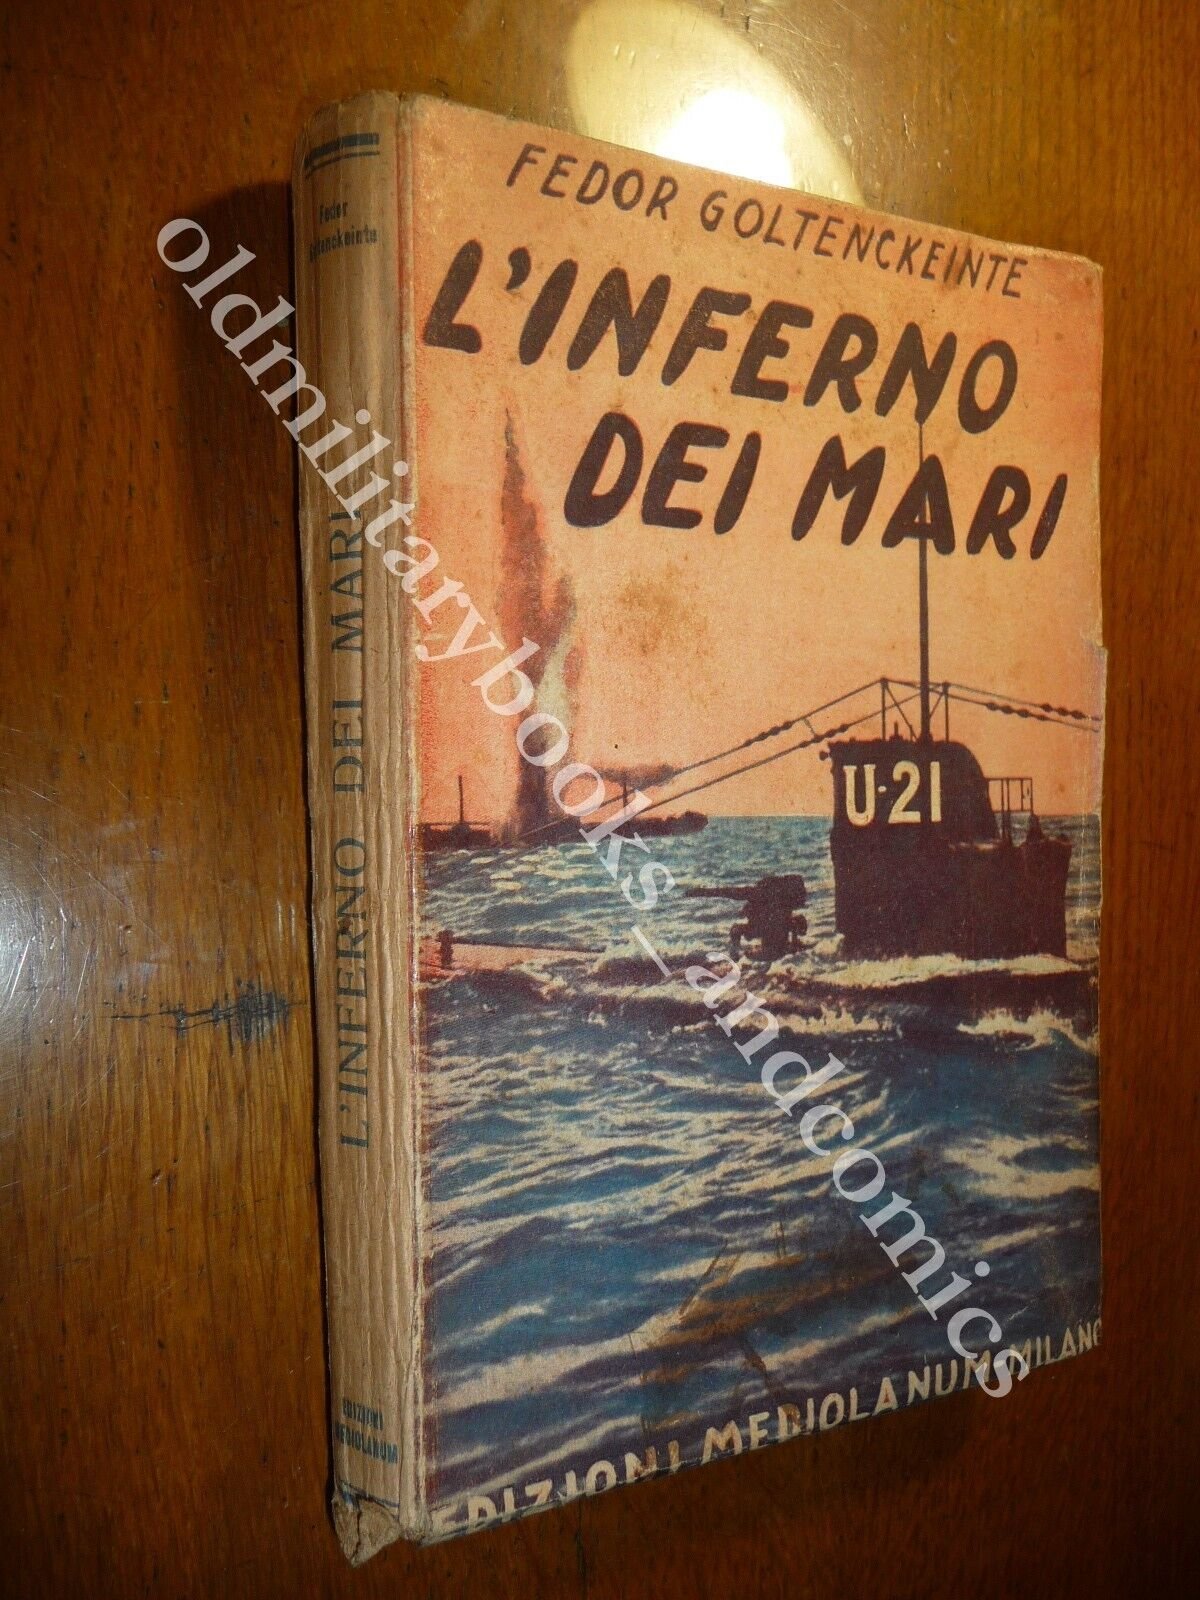 FEDOR GOLTENCKEINTE
L'INFERNO
DEI MARI
U-21
EDIZIONI MEDIOLANUM-MILANO
Fedor
Goltenckeinte
L'INFERNO DEI MARI
EDIZIONI
MEDIOLANUM
oldmilitarybooks_andcomics